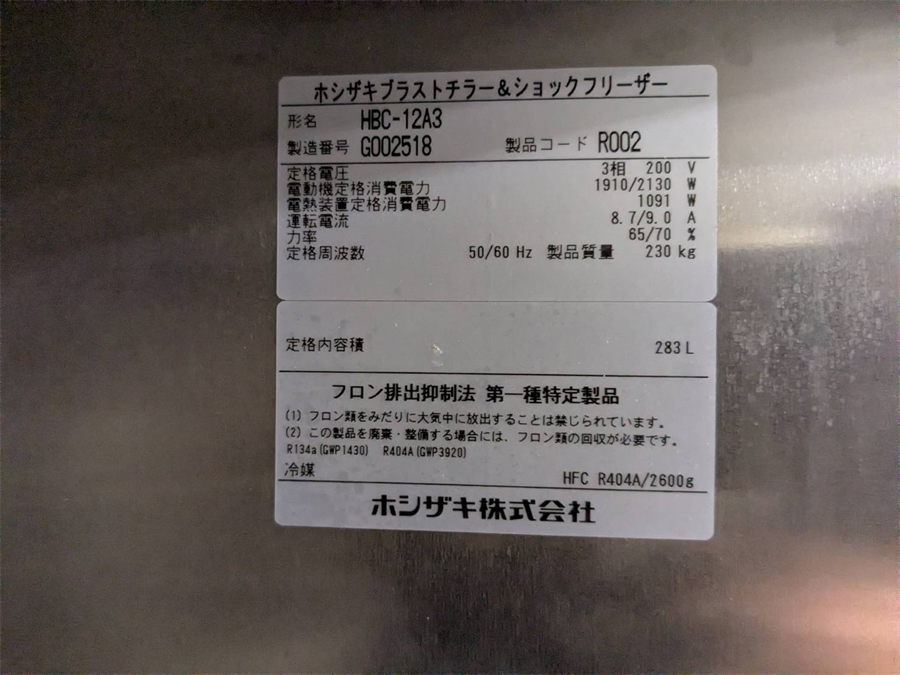 ホシザキブラストチラー&ショックフリーザー
形名 HBC-12A3
製造番号 G002518 製品コード R002
定格電圧 3相 200 V
電動機定格消費電力 1910/2130 W
電熱装置定格消費電力 1091 W
運転電流 8.7/9.0 A
力率 65/70 %
定格周波数 50/60 Hz 製品質量 230 kg
定格内容積 283 L
フロン排出抑制法 第一種特定製品
(1) フロン類をみだりに大気中に放出することは禁じられています。
(2) この製品を廃棄・整備する場合には、フロン類の回収が必要です。
R134a(GWP1430) R404A(GWP3920)
冷媒 HFC R404A/2600g
ホシザキ株式会社